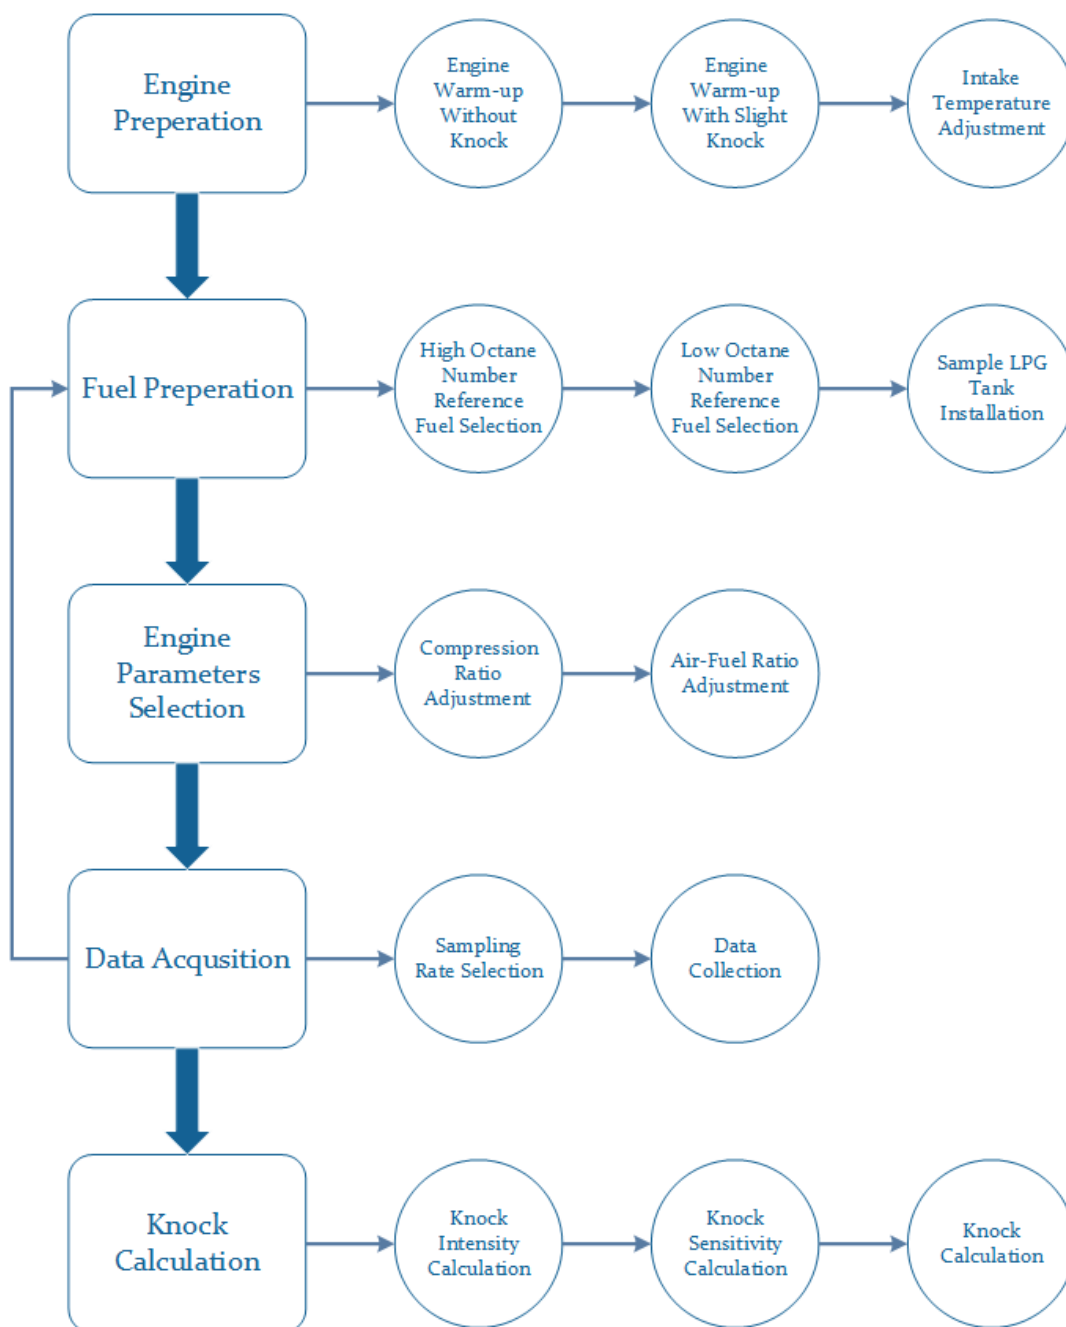 Engine
Preperation
Engine
Warm-up
Without
Knock
Engine
Warm-up
With Slight
Knock
Intake
Temperature
Adjustment
Fuel Preperation
High Octane
Number
Reference
Fuel Selection
Low Octane
Number
Reference
Fuel Selection
Sample LPG
Tank
Installation
Engine
Parameters
Selection
Compression
Ratio
Adjustment
Air-Fuel Ratio
Adjustment
Data Acqusition
Sampling
Rate Selection
Data
Collection
Knock
Calculation
Knock
Intensity
Calculation
Knock
Sensitivity
Calculation
Knock
Calculation